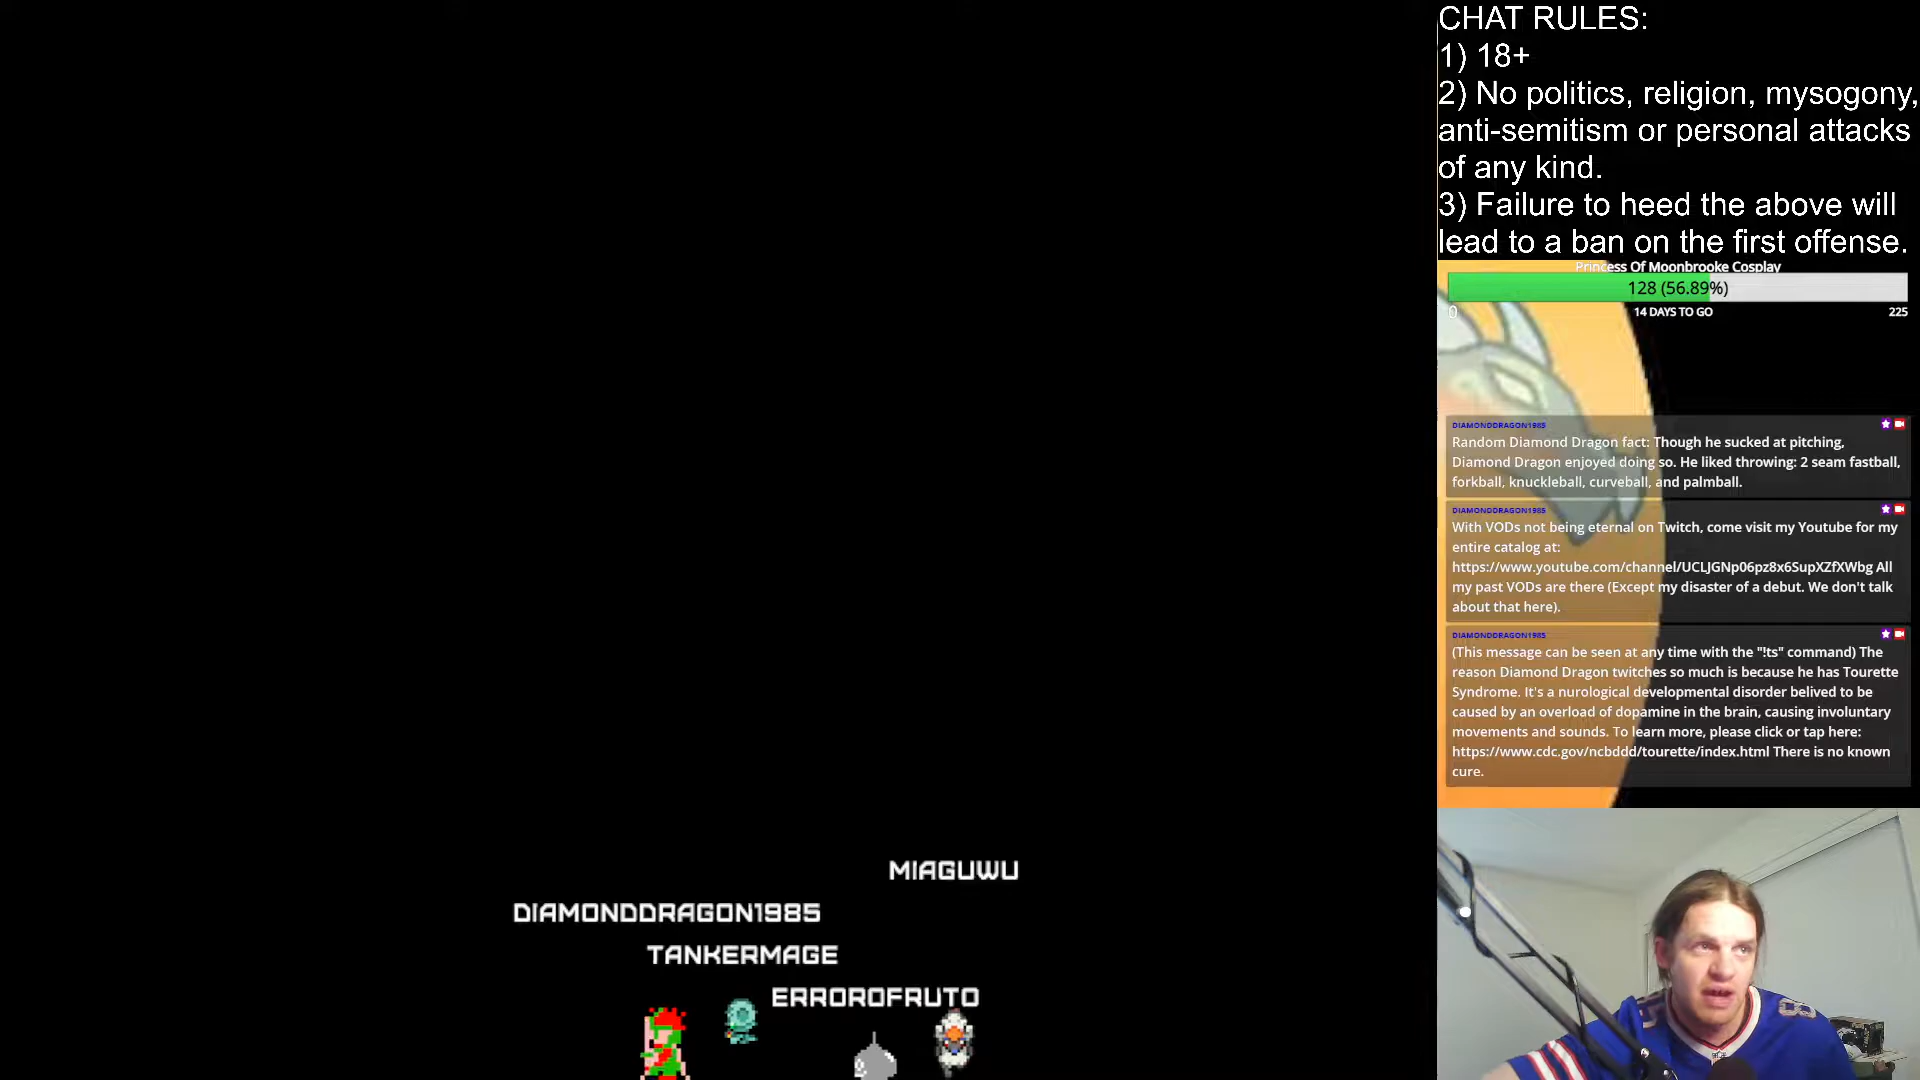 CHAT RULES:
1) 18+
2) No politics, religion, mysogony,
anti-semitism or personal attacks
of any kind.
3) Failure to heed the above will
lead to a ban on the first offense.
Princess Of Moonbrooke Cosplay
128 (56.89%)
0
14 DAYS TO GO
225
DIAMONDDRAGON1985
Random Diamond Dragon fact: Though he sucked at pitching,
Diamond Dragon enjoyed doing so. He liked throwing: 2 seam fastball,
forkball, knuckleball, curveball, and palmball.
DIAMONDDRAGON1985
With VODs not being eternal on Twitch, come visit my Youtube for my
entire catalog at:
https://www.youtube.com/channel/UCLJGNp06pz8x6SupXZfXWbg All
my past VODs are there (Except my disaster of a debut. We don't talk
about that here).
DIAMONDDRAGON1985
(This message can be seen at any time with the "!ts" command) The
reason Diamond Dragon twitches so much is because he has Tourette
Syndrome. It's a nurological developmental disorder belived to be
caused by an overload of dopamine in the brain, causing involuntary
movements and sounds. To learn more, please click or tap here:
https://www.cdc.gov/ncbddd/tourette/index.html There is no known
cure.
MIAGUWU
DIAMONDDRAGON1985
TANKERMAGE
ERROROFRUTO